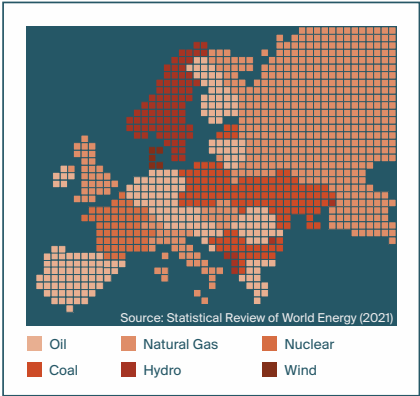 Source: Statistical Review of World Energy (2021)
Oil Natural Gas Nuclear
Coal Hydro Wind